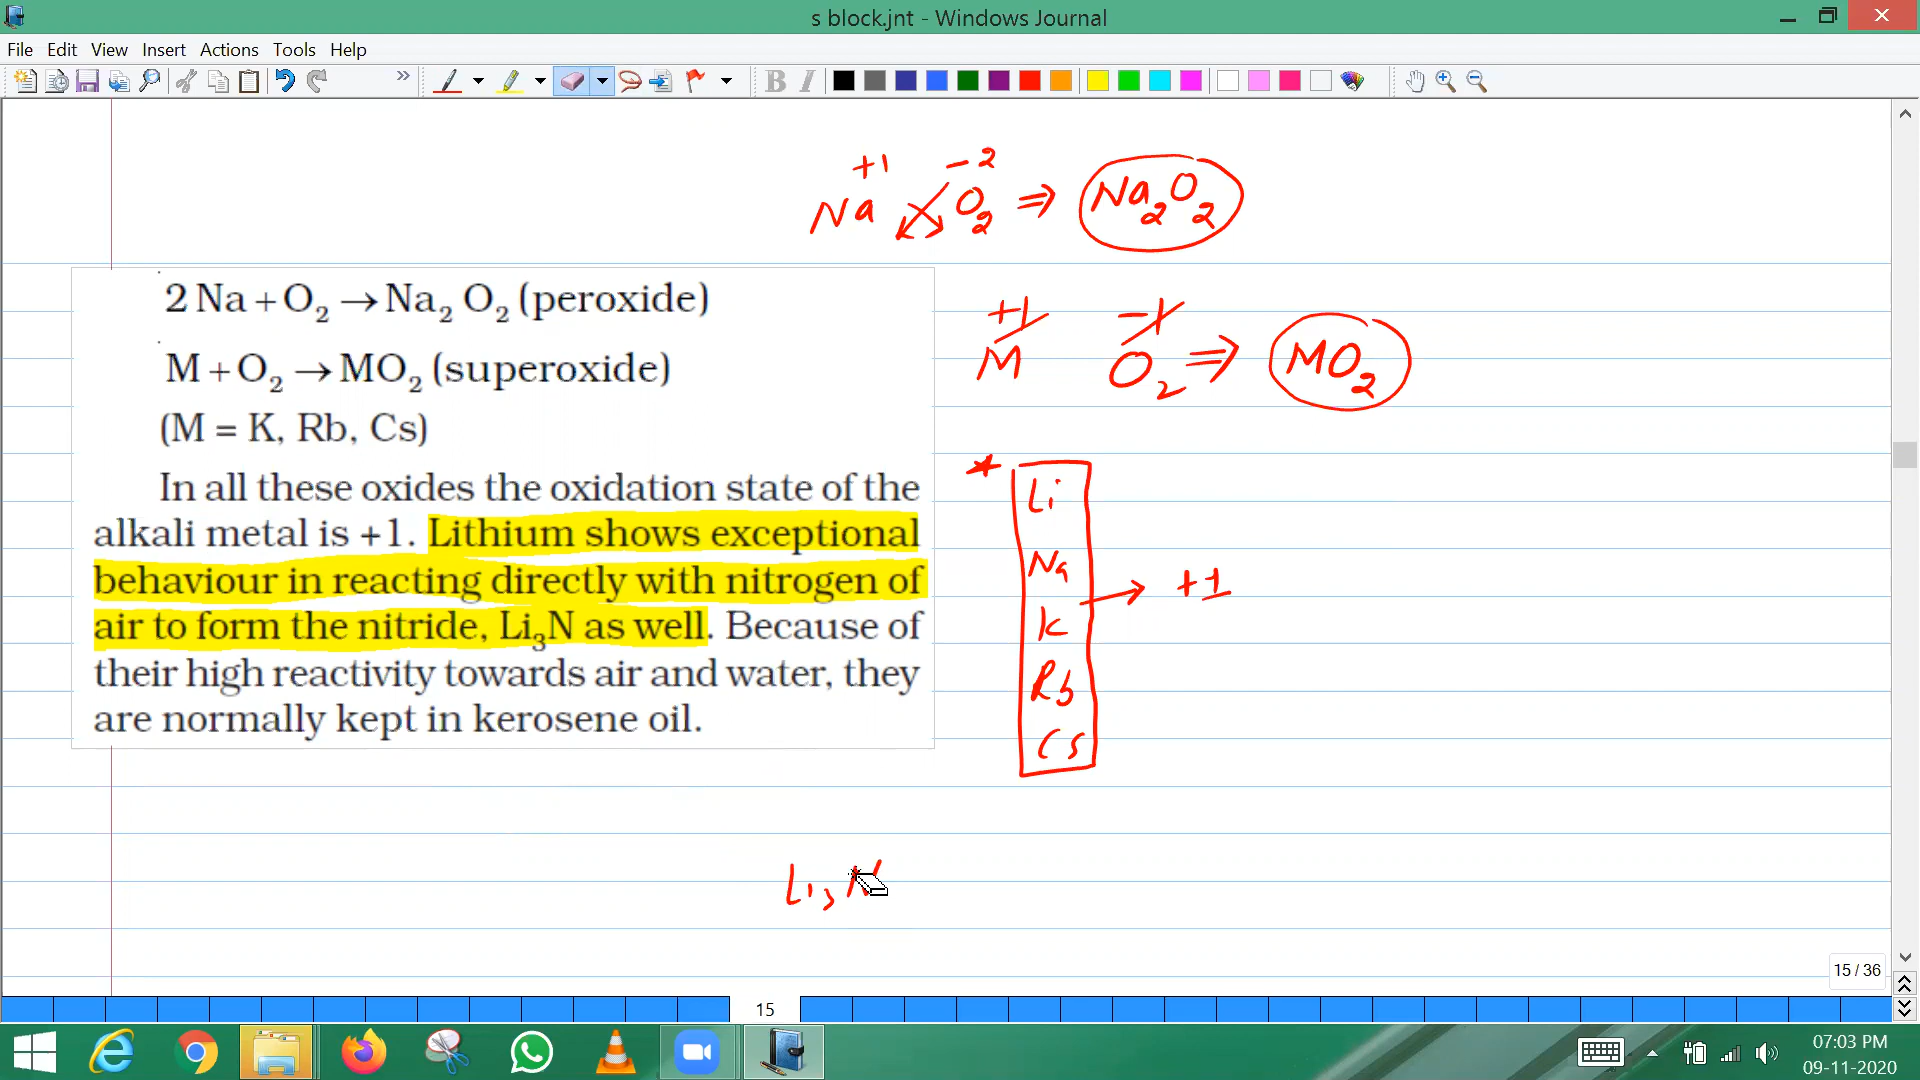 s block.jnt - Windows Journal
File Edit View Insert Actions Tools Help
B I
+1 -2
Na O₂ ⇒ Na₂O₂
2 Na + O₂ → Na₂ O₂ (peroxide)
+1 -1
M O₂ ⇒ MO₂
M + O₂ → MO₂ (superoxide)
(M = K, Rb, Cs)
In all these oxides the oxidation state of the
alkali metal is +1. Lithium shows exceptional
behaviour in reacting directly with nitrogen of
air to form the nitride, Li₃N as well. Because of
their high reactivity towards air and water, they
are normally kept in kerosene oil.
Li
Na
K → +1
Rb
Cs
Li₃ N
15 / 36
15
07:03 PM
09-11-2020